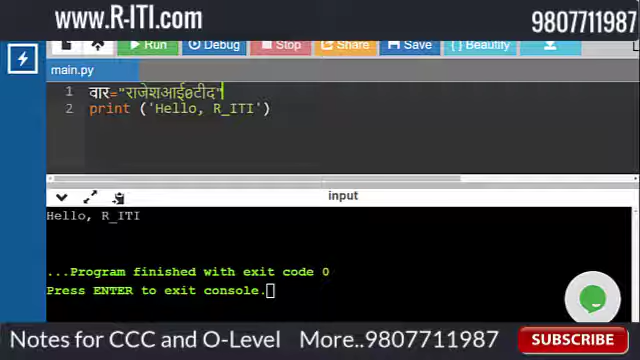 www.R-ITI.com
9807711987
Run Debug Stop Share Save { } Beautify
main.py
1 वार="राजेशआई0टीद"
2 print ('Hello, R_ITI')
input
Hello, R_ITI
...Program finished with exit code 0
Press ENTER to exit console.
Notes for CCC and O-Level More..9807711987
SUBSCRIBE